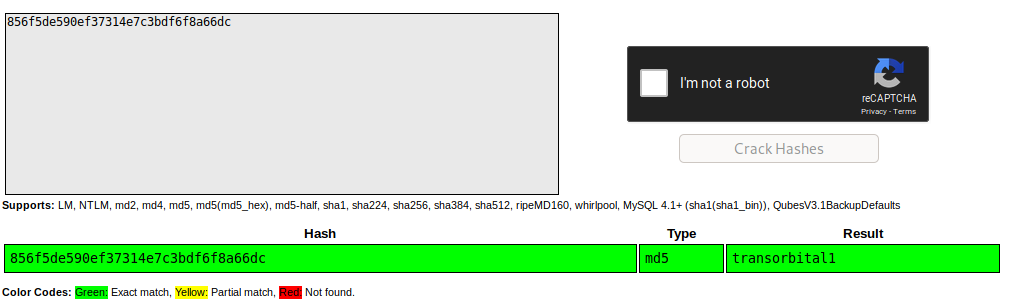 856f5de590ef37314e7c3bdf6f8a66dc
I'm not a robot
reCAPTCHA
Privacy - Terms
Crack Hashes
Supports: LM, NTLM, md2, md4, md5, md5(md5_hex), md5-half, sha1, sha224, sha256, sha384, sha512, ripeMD160, whirlpool, MySQL 4.1+ (sha1(sha1_bin)), QubesV3.1BackupDefaults
Hash Type Result
856f5de590ef37314e7c3bdf6f8a66dc md5 transorbital1
Color Codes: Green: Exact match, Yellow: Partial match, Red: Not found.